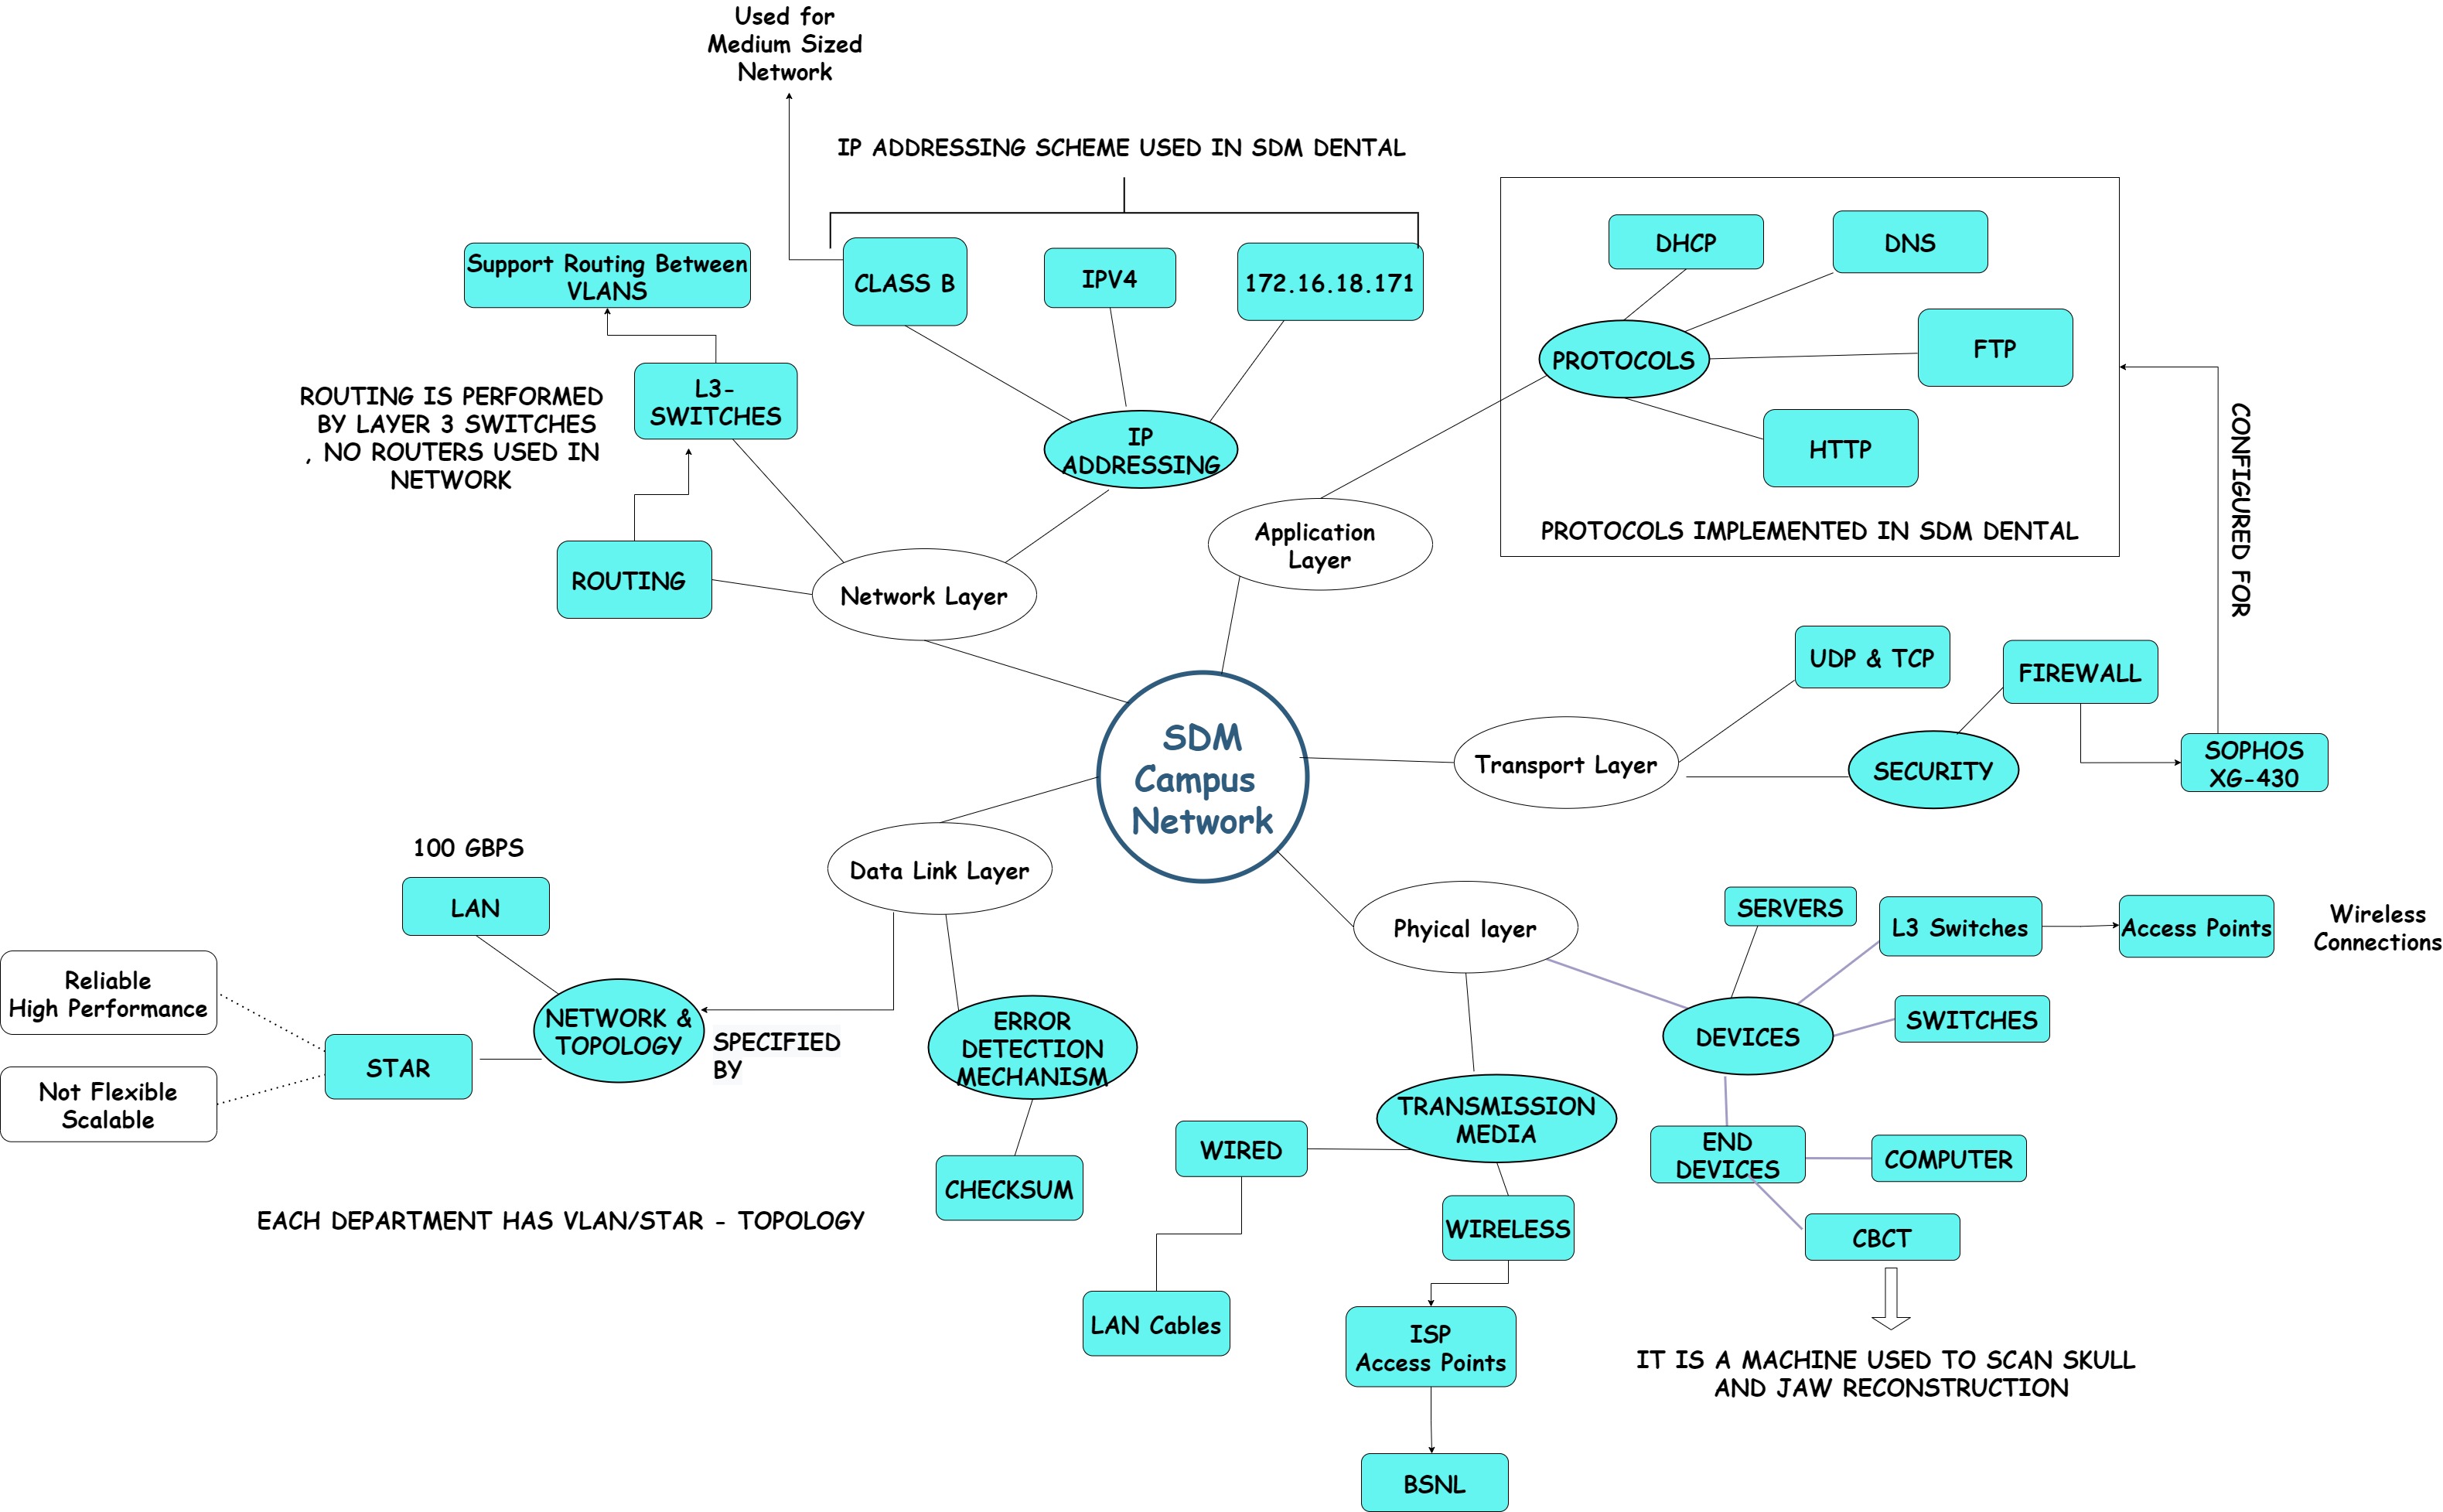 Used for
Medium Sized
Network
IP ADDRESSING SCHEME USED IN SDM DENTAL
Support Routing Between
VLANS
CLASS B
IPV4
172.16.18.171
L3-
SWITCHES
ROUTING IS PERFORMED
BY LAYER 3 SWITCHES
, NO ROUTERS USED IN
NETWORK
IP
ADDRESSING
ROUTING
Network Layer
DHCP
DNS
PROTOCOLS
FTP
HTTP
PROTOCOLS IMPLEMENTED IN SDM DENTAL
CONFIGURED FOR
Application
Layer
SDM
Campus
Network
UDP & TCP
FIREWALL
Transport Layer
SECURITY
SOPHOS
XG-430
100 GBPS
LAN
Data Link Layer
Reliable
High Performance
Not Flexible
Scalable
STAR
NETWORK &
TOPOLOGY
SPECIFIED
BY
ERROR
DETECTION
MECHANISM
CHECKSUM
EACH DEPARTMENT HAS VLAN/STAR - TOPOLOGY
Phyical layer
SERVERS
L3 Switches
Access Points
Wireless
Connections
DEVICES
SWITCHES
TRANSMISSION
MEDIA
WIRED
WIRELESS
LAN Cables
ISP
Access Points
BSNL
END
DEVICES
COMPUTER
CBCT
IT IS A MACHINE USED TO SCAN SKULL
AND JAW RECONSTRUCTION